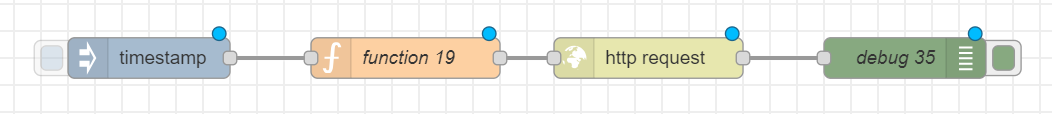 timestamp
function 19
http request
debug 35